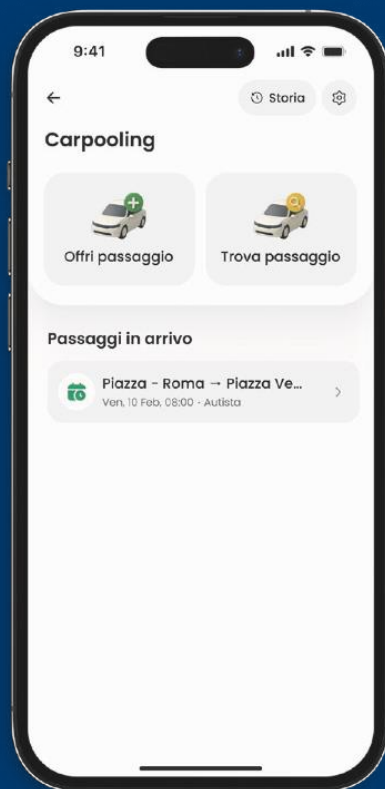 9:41
Storia
Carpooling
Offri passaggio
Trova passaggio
Passaggi in arrivo
Piazza - Roma → Piazza Ve...
Ven, 10 Feb, 08:00 - Autista